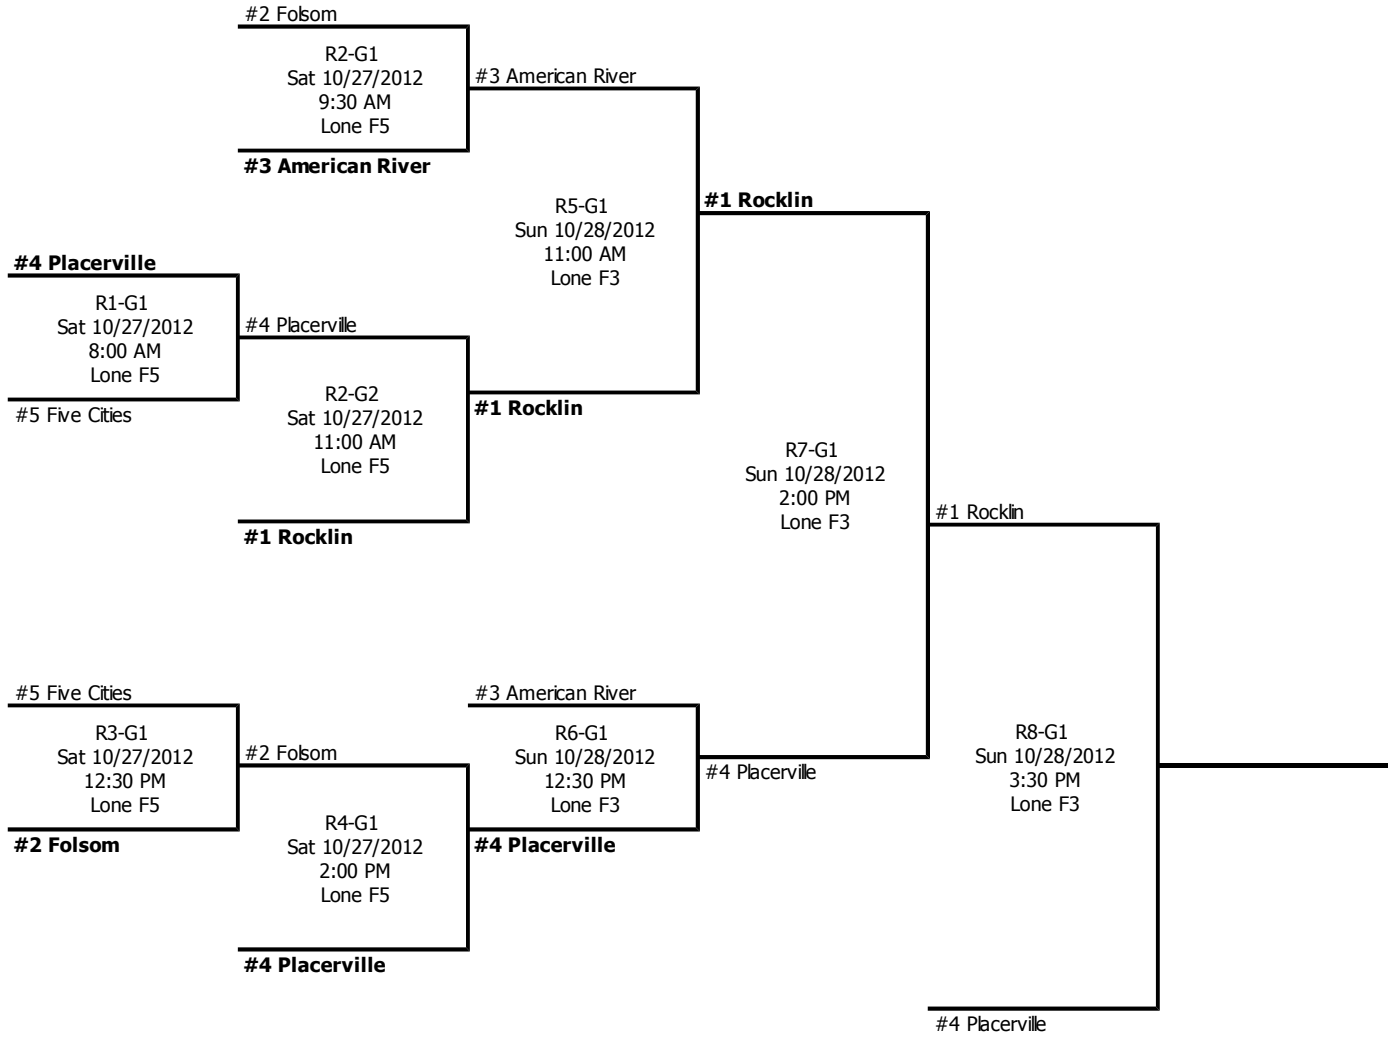 #2 Folsom
R2-G1
Sat 10/27/2012
9:30 AM
Lone F5
#3 American River
#3 American River
#4 Placerville
R1-G1
Sat 10/27/2012
8:00 AM
Lone F5
#5 Five Cities
#4 Placerville
R2-G2
Sat 10/27/2012
11:00 AM
Lone F5
#1 Rocklin
R5-G1
Sun 10/28/2012
11:00 AM
Lone F3
#1 Rocklin
#1 Rocklin
R7-G1
Sun 10/28/2012
2:00 PM
Lone F3
#1 Rocklin
#5 Five Cities
R3-G1
Sat 10/27/2012
12:30 PM
Lone F5
#2 Folsom
#2 Folsom
R4-G1
Sat 10/27/2012
2:00 PM
Lone F5
#4 Placerville
#3 American River
R6-G1
Sun 10/28/2012
12:30 PM
Lone F3
#4 Placerville
#4 Placerville
R8-G1
Sun 10/28/2012
3:30 PM
Lone F3
#4 Placerville